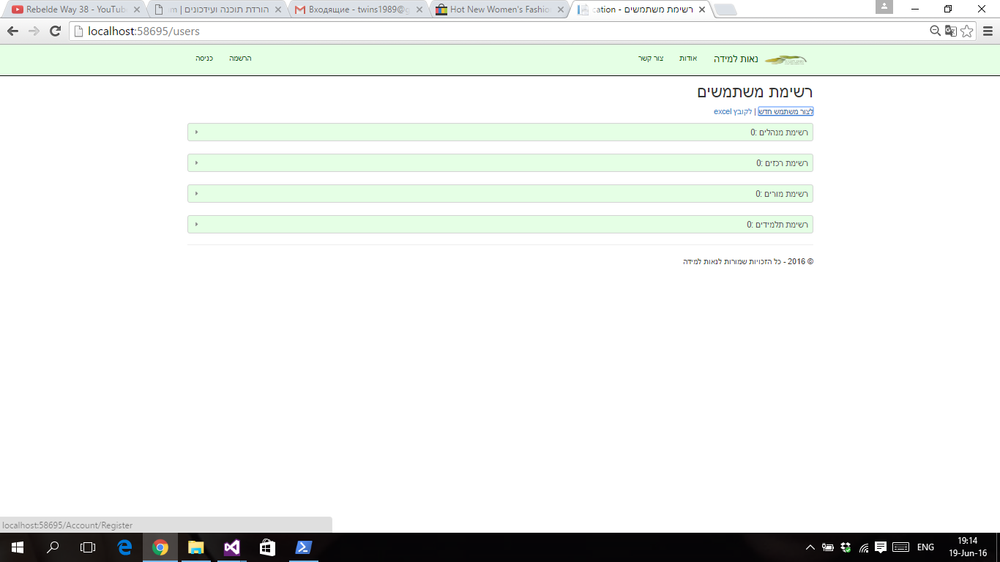 Rebelde Way 38 - YouTub
הורדת תוכנה ועידכונים | m
Входящие - twins1989@g
Hot New Women's Fashio
רשימת משתמשים - cation
localhost:58695/users
נאות למידה אודות צור קשר הרשמה כניסה
רשימת משתמשים
לצור משתמש חדש | לקובץ excel
רשימת מנהלים :0
רשימת רכזים :0
רשימת מורים :0
רשימת תלמידים :0
© 2016 - כל הזכויות שמורות לנאות למידה
localhost:58695/Account/Register
ENG
19:14
19-Jun-16